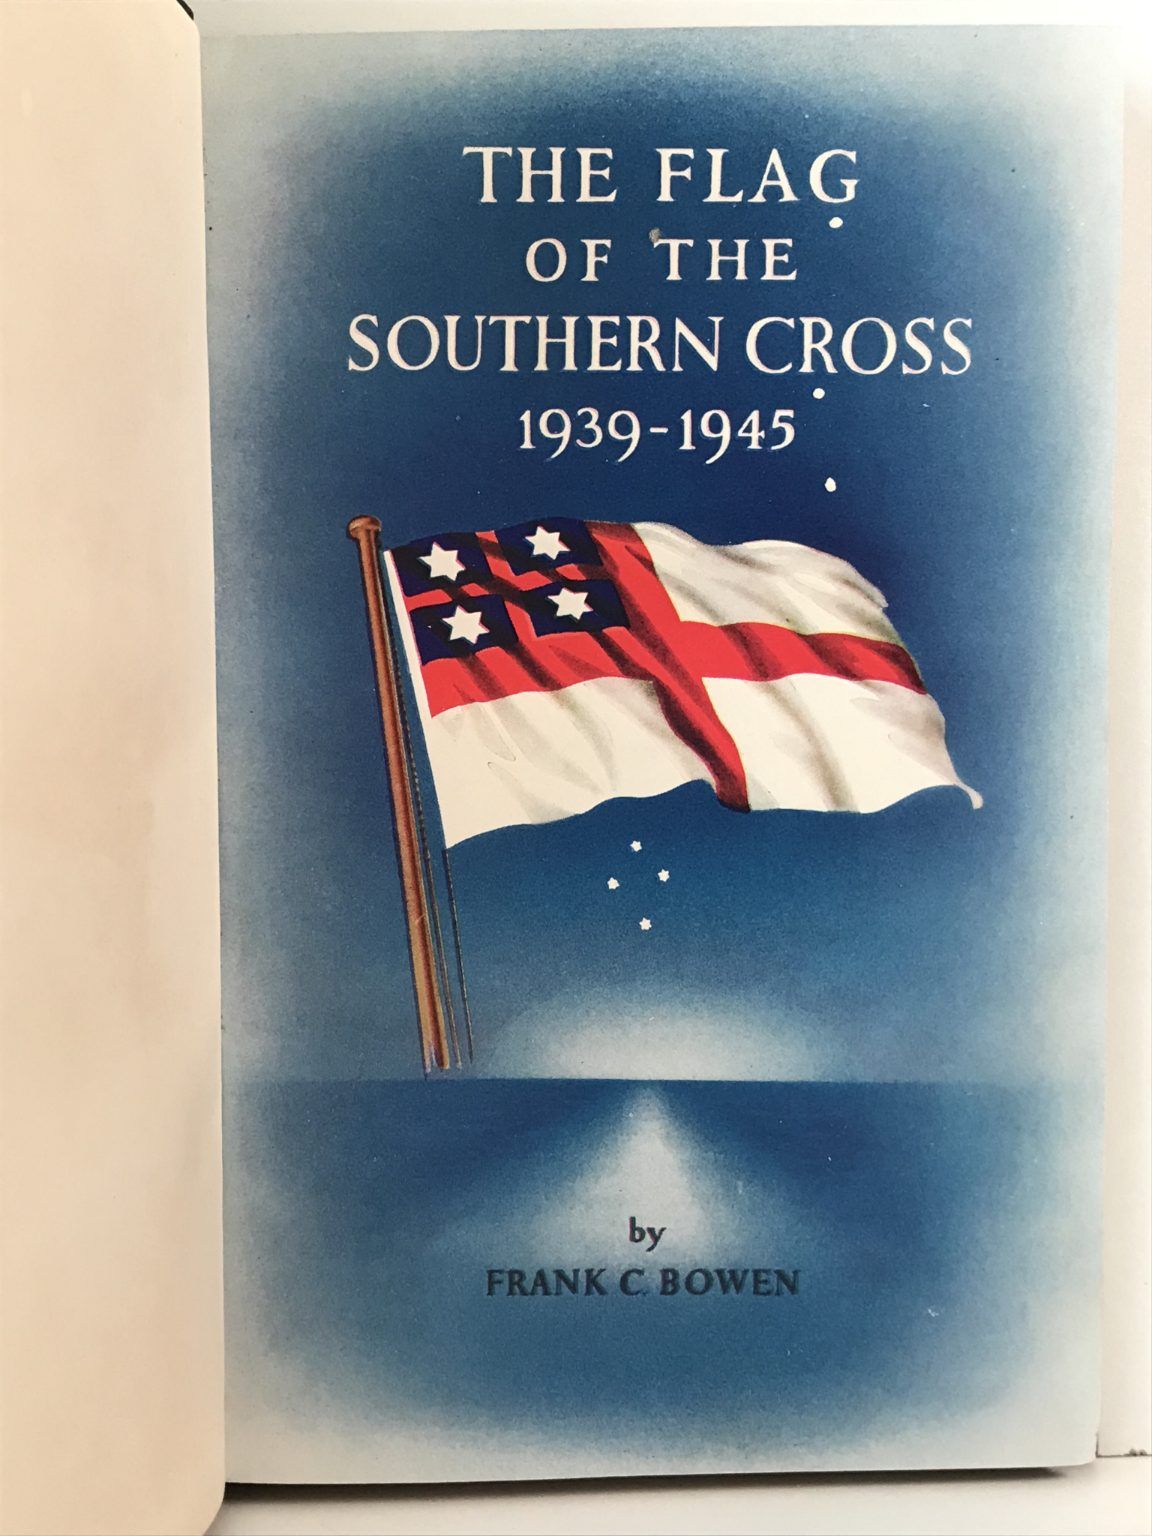 THE FLAG
OF THE
SOUTHERN CROSS
1939-1945
by
FRANK C. BOWEN